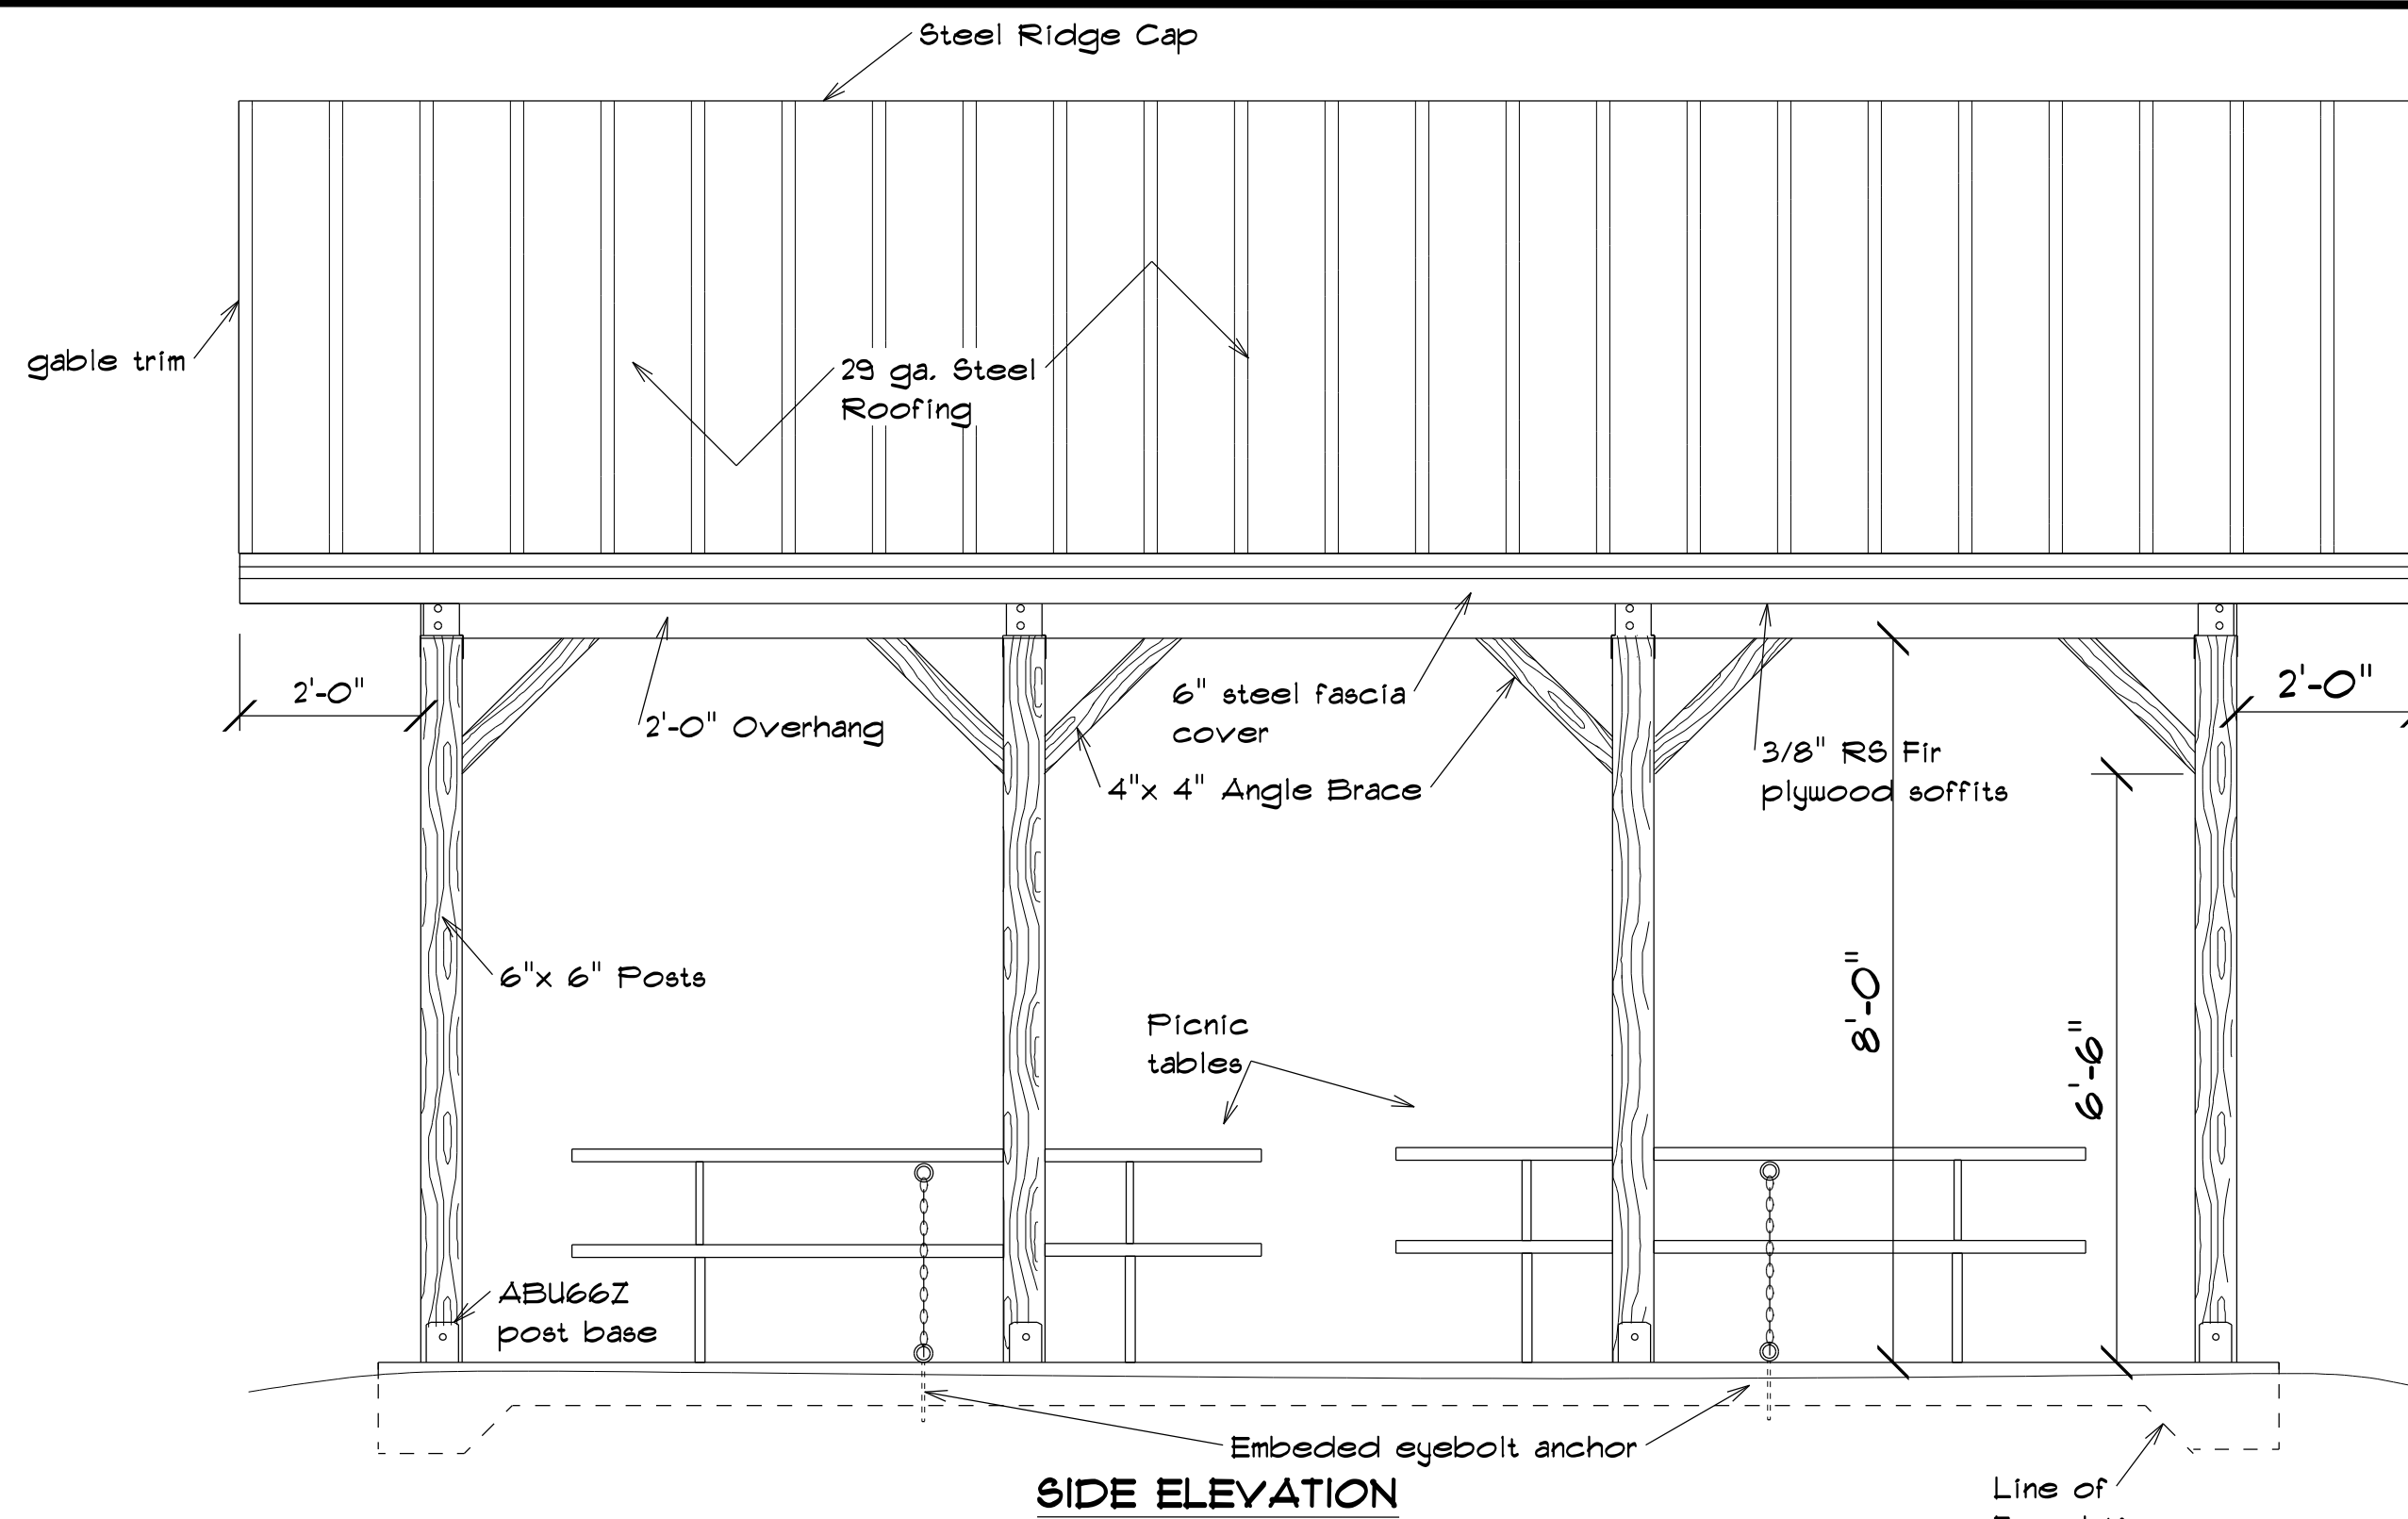 Steel Ridge Cap
gable trim
29 ga. Steel
Roofing
2'-0"
2'-0" Overhang
6" steel fascia
cover
4"x 4" Angle Brace
3/8" RS Fir
plywood soffits
2'-0"
6"x 6" Posts
8'-0"
6'-6"
Picnic
tables
ABU66Z
post base
Embeded eyebolt anchor
SIDE ELEVATION
Line of